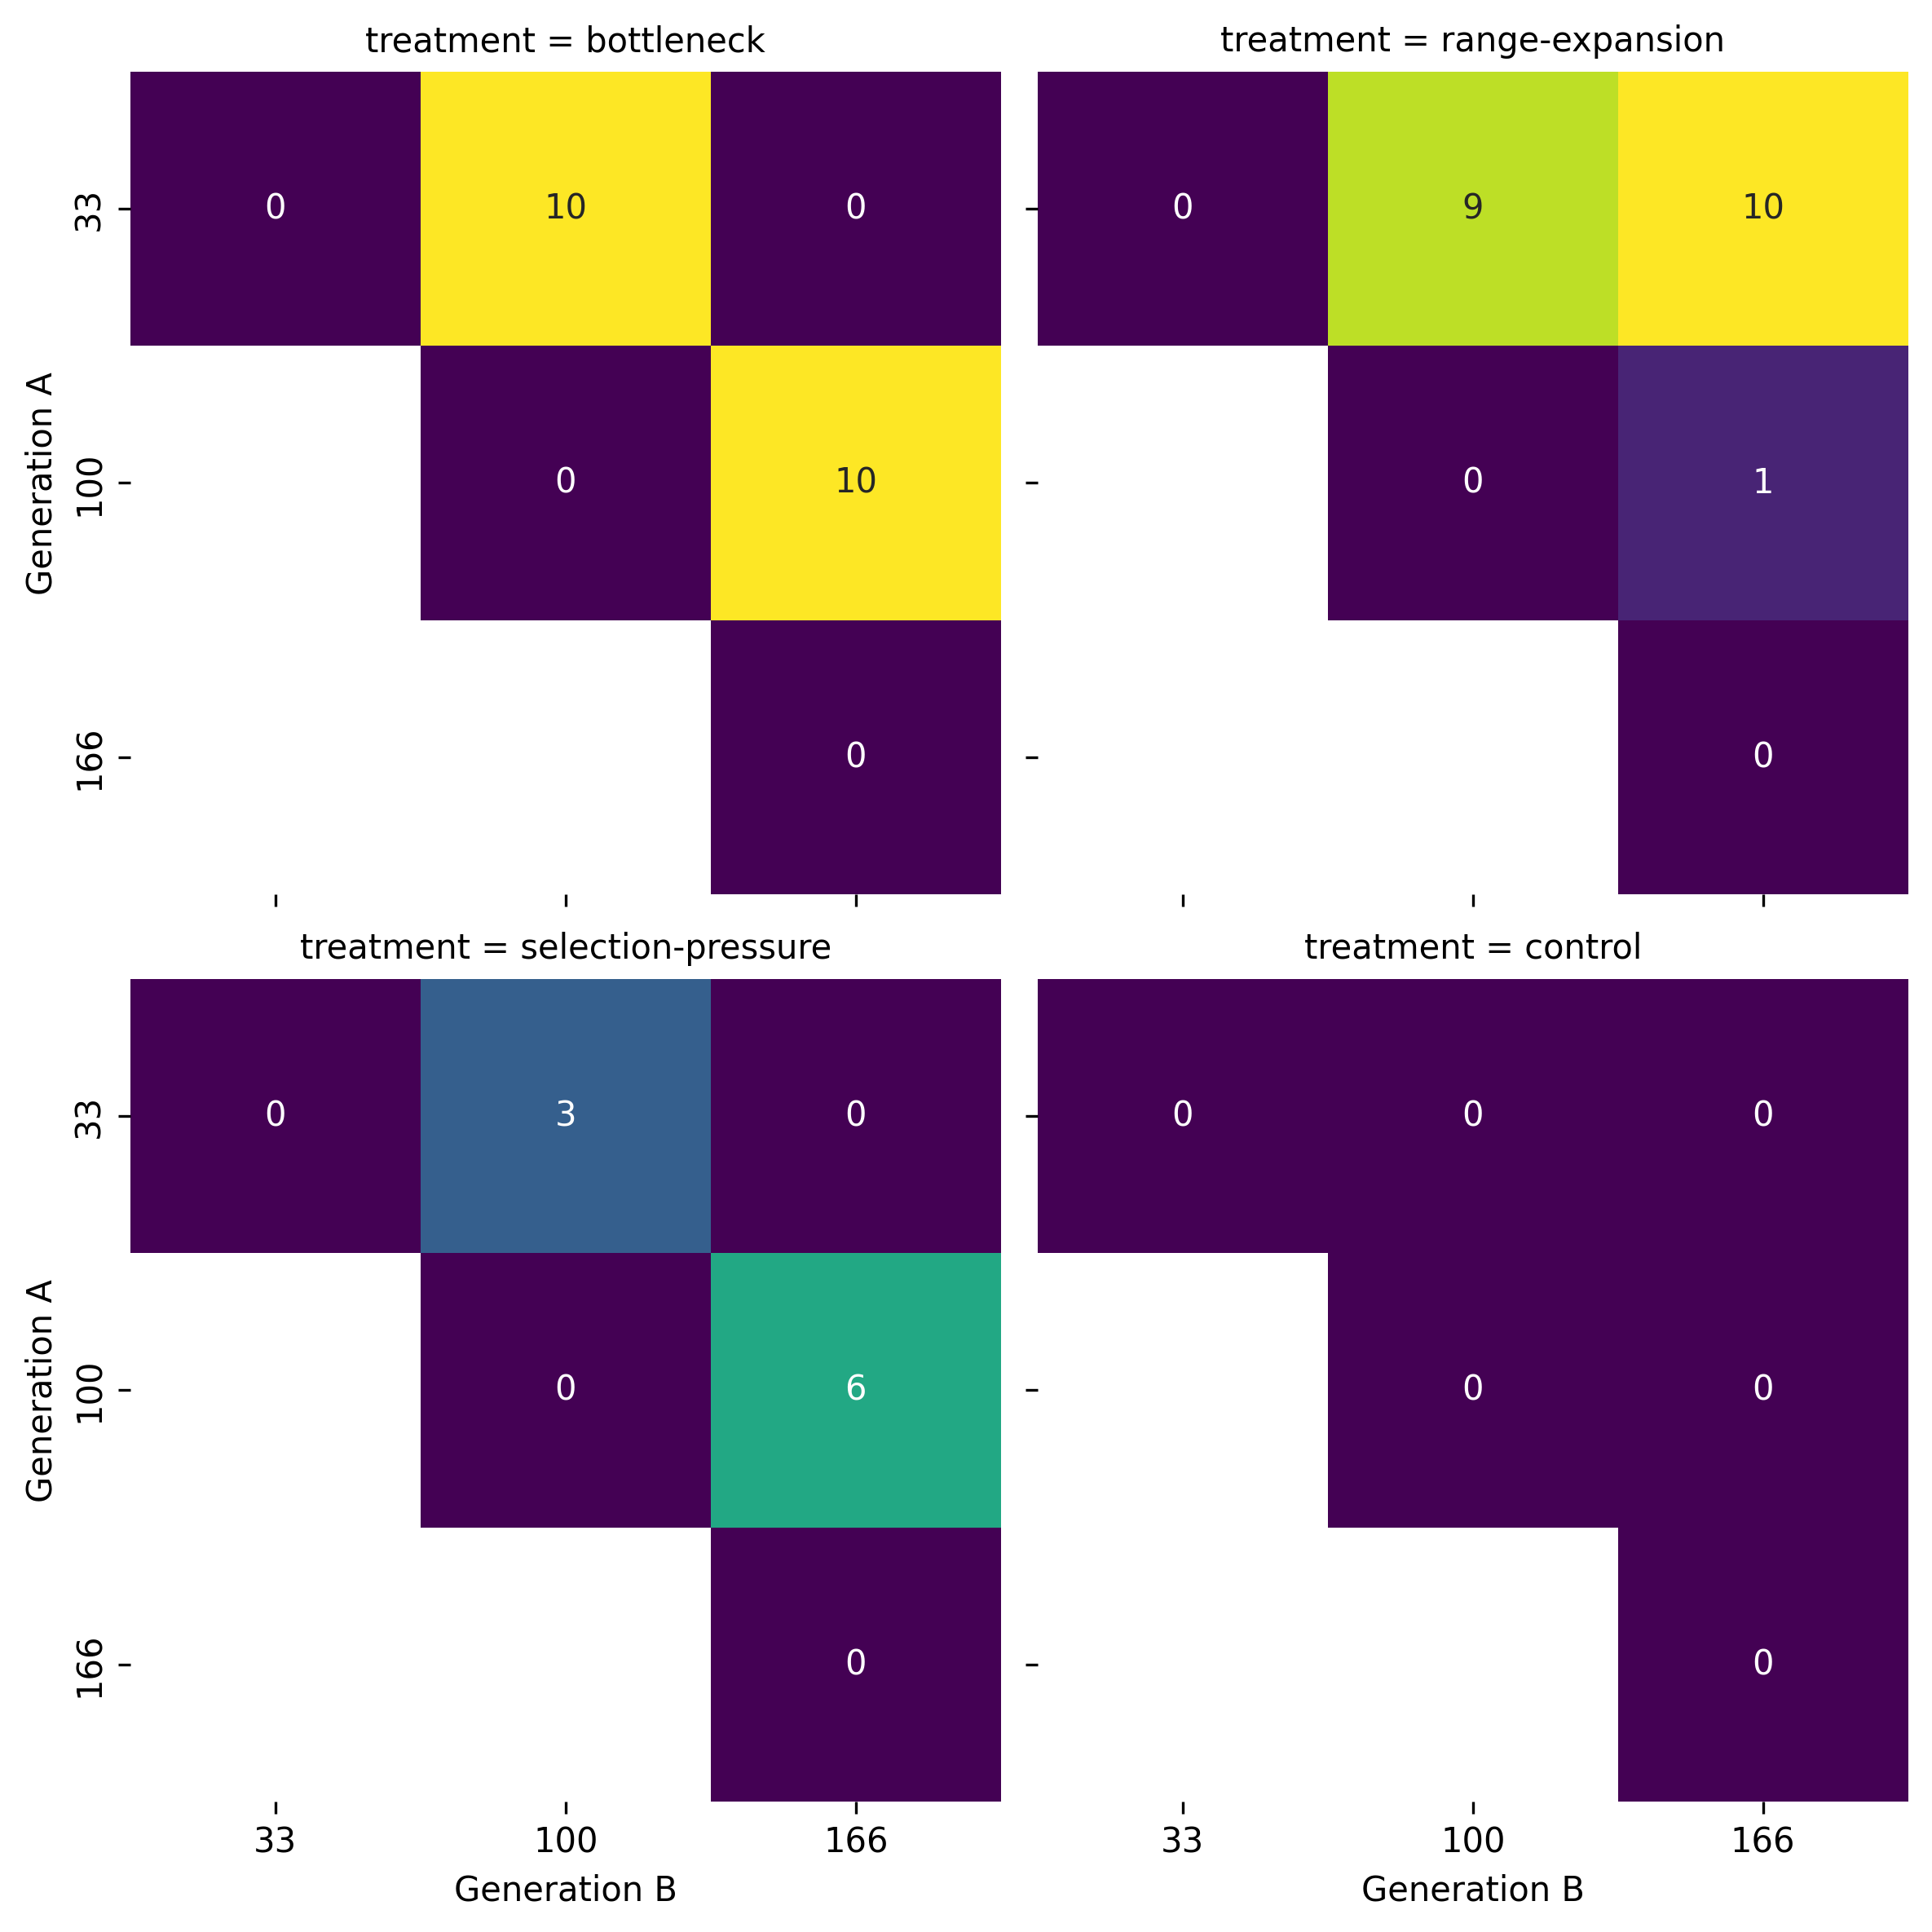 treatment = bottleneck
treatment = range-expansion
33
0 10 0
0 9 10
Generation A
100
0 10
0 1
166
0
0
treatment = selection-pressure
treatment = control
33
0 3 0
0 0 0
Generation A
100
0 6
0 0
166
0
0
33 100 166
33 100 166
Generation B
Generation B